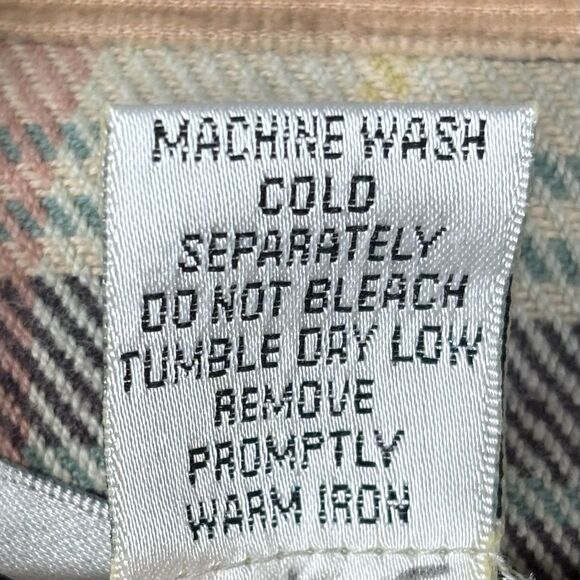 MACHINE WASH
COLD
SEPARATELY
DO NOT BLEACH
TUMBLE DRY LOW
REMOVE
PROMPTLY
WARM IRON